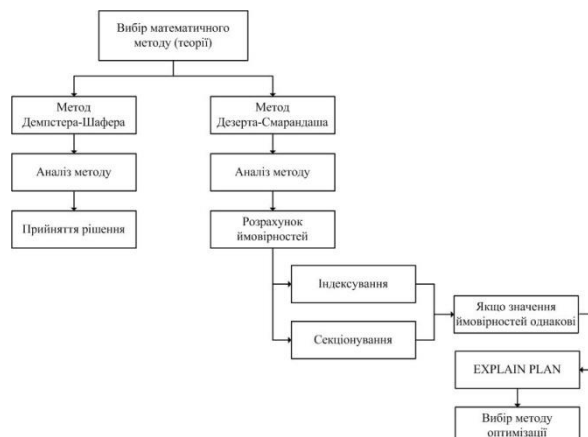 Вибір математичного
методу (теорії)
Метод
Демпстера-Шафера
Метод
Дезерта-Смарандаша
Аналіз методу
Аналіз методу
Прийняття рішення
Розрахунок
ймовірностей
Індексування
Якщо значення
ймовірностей однакові
Секціонування
EXPLAIN PLAN
Вибір методу
оптимізації